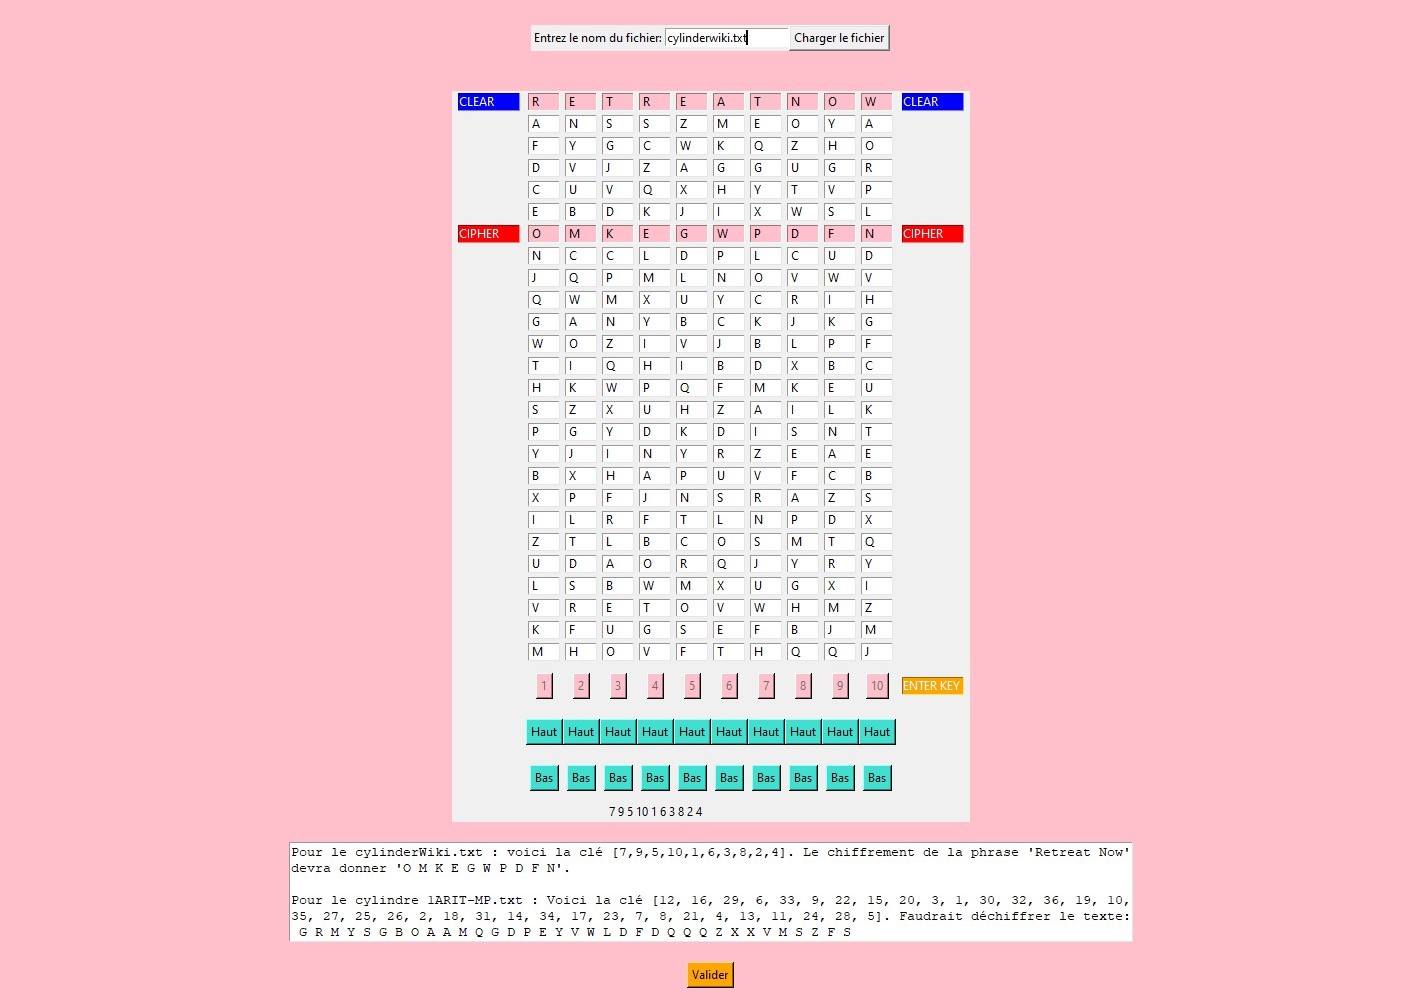 Entrez le nom du fichier: cylinderwiki.txt Charger le fichier
CLEAR R E T R E A T N O W CLEAR
A N S S Z M E O Y A
F Y G C W K Q Z H O
D V J Z A G G U G R
C U V Q X H Y T V P
E B D K J I X W S L
CIPHER O M K E G W P D F N CIPHER
N C C L D P L C U D
J Q P M L N O V W V
Q W M X U Y C R I H
G A N Y B C K J K G
W O Z I V J B L P F
T I Q H I B D X B C
H K W P Q F M K E U
S Z X U H Z A I L K
P G Y D K D I S N T
Y J I N Y R Z E A E
B X H A P U V F C B
X P F J N S R A Z S
I L R F T L N P D X
Z T L B C O S M T Q
U D A O R Q J Y R Y
L S B W M X U G X I
V R E T O V W H M Z
K F U G S E F B J M
M H O V F T H Q Q J
1 2 3 4 5 6 7 8 9 10 ENTER KEY
Haut Haut Haut Haut Haut Haut Haut Haut Haut Haut
Bas Bas Bas Bas Bas Bas Bas Bas Bas Bas
7 9 5 10 1 6 3 8 2 4
Pour le cylinderWiki.txt : voici la clé [7,9,5,10,1,6,3,8,2,4]. Le chiffrement de la phrase 'Retreat Now'
devra donner 'O M K E G W P D F N'.
Pour le cylindre 1ARIT-MP.txt : Voici la clé [12, 16, 29, 6, 33, 9, 22, 15, 20, 3, 1, 30, 32, 36, 19, 10,
35, 27, 25, 26, 2, 18, 31, 14, 34, 17, 23, 7, 8, 21, 4, 13, 11, 24, 28, 5]. Faudrait déchiffrer le texte:
G R M Y S G B O A A M Q G D P E Y V W L D F D Q Q Q Z X X V M S Z F S
Valider